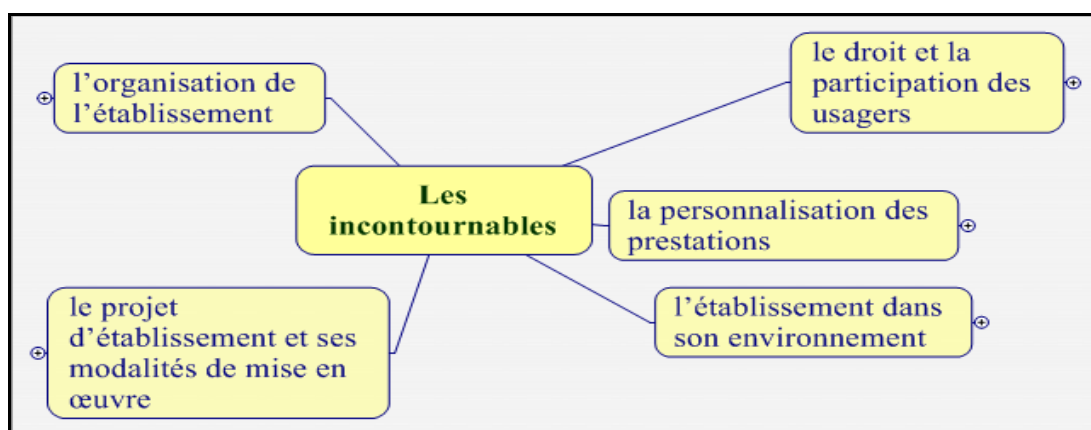 l'organisation de
l'établissement
le droit et la
participation des
usagers
Les
incontournables
la personnalisation des
prestations
le projet
d'établissement et ses
modalités de mise en
œuvre
l'établissement dans
son environnement